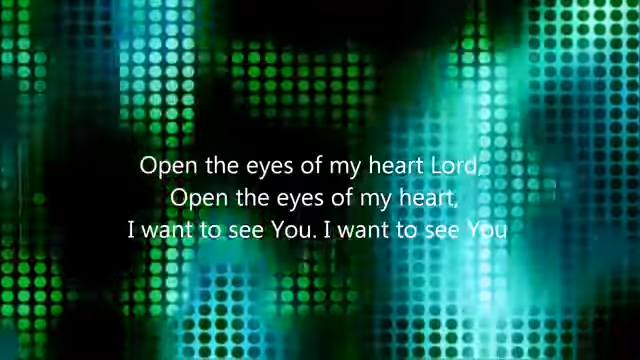 Open the eyes of my heart Lord,
Open the eyes of my heart,
I want to see You. I want to see You